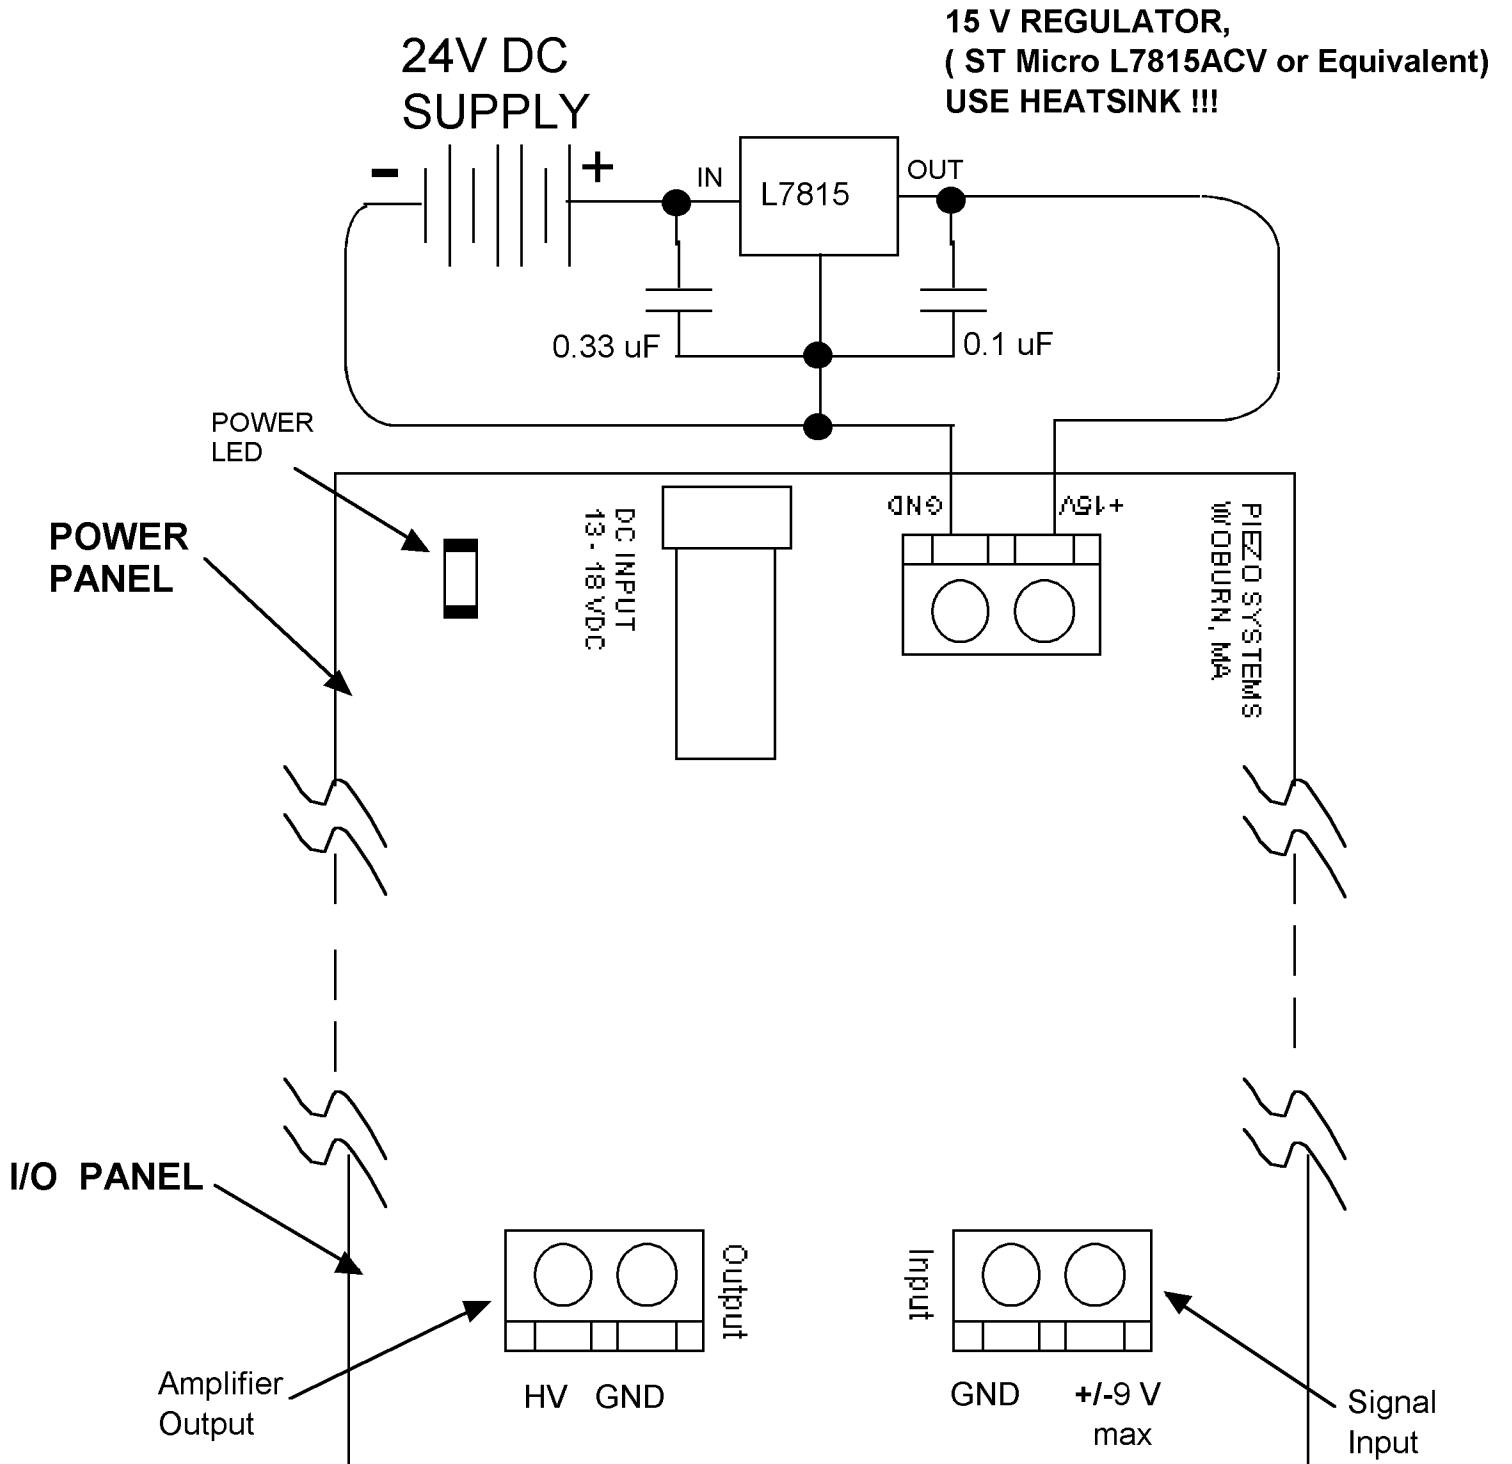 15 V REGULATOR,
( ST Micro L7815ACV or Equivalent)
USE HEATSINK !!!
24V DC
SUPPLY
-
+
IN
L7815
OUT
0.33 uF
0.1 uF
POWER
LED
POWER
PANEL
DC INPUT
13 - 18 VDC
GND
+15V
PIEZO SYSTEMS
WOBURN, MA
I/O PANEL
Output
Input
Amplifier
Output
HV GND
GND +/-9 V
max
Signal
Input